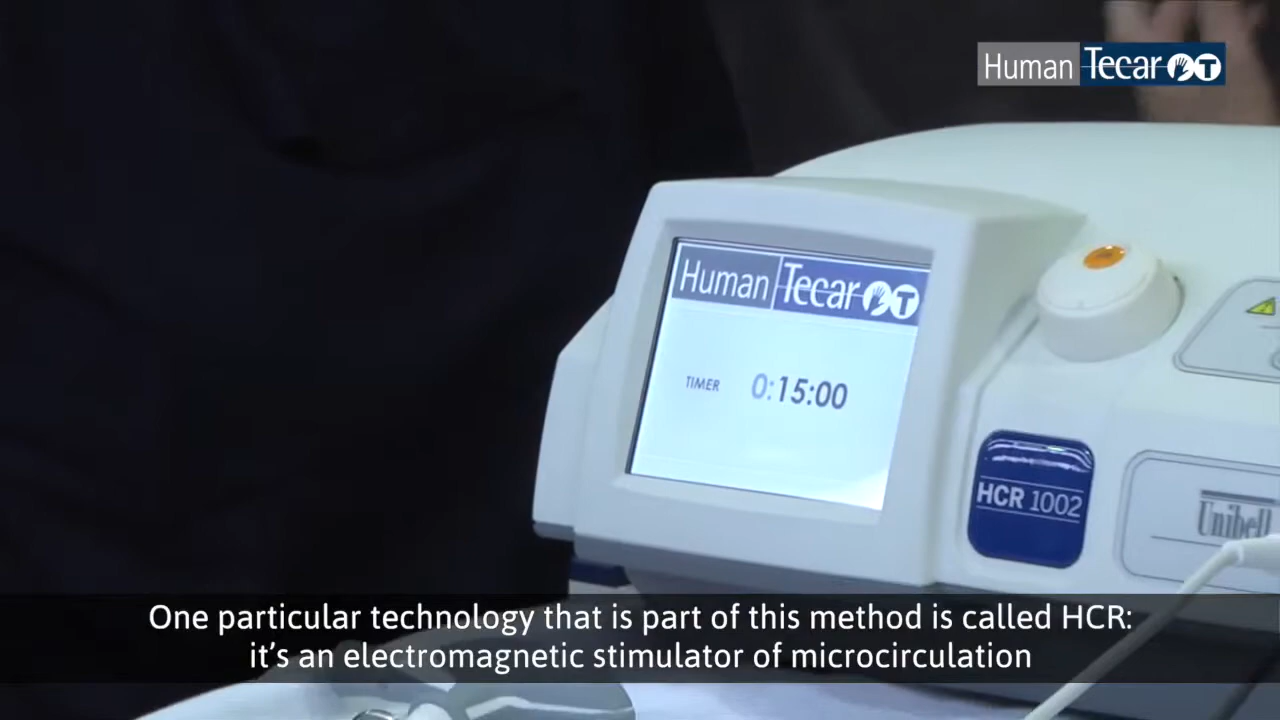 Human Tecar
Human Tecar
TIMER 0:15:00
HCR 1002
Unibell
One particular technology that is part of this method is called HCR:
it’s an electromagnetic stimulator of microcirculation